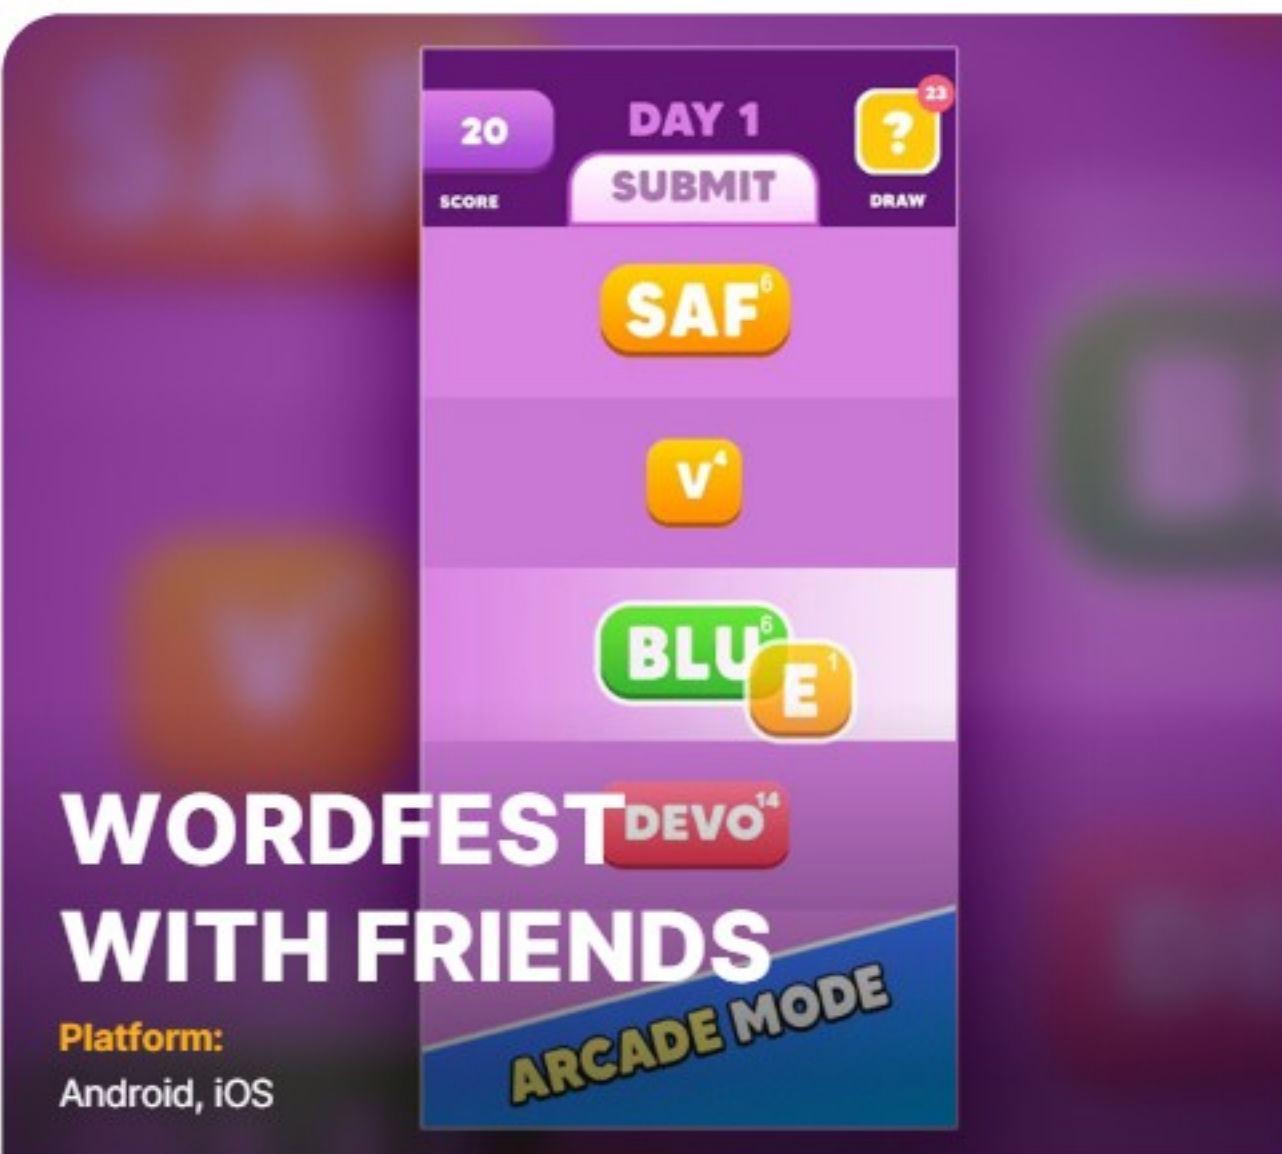 23
20
DAY 1
?
SUBMIT
SCORE
DRAW
SAF 6
V 4
BLU 6
E 1
DEVO 14
WORDFEST
WITH FRIENDS
ARCADE MODE
Platform:
Android, iOS